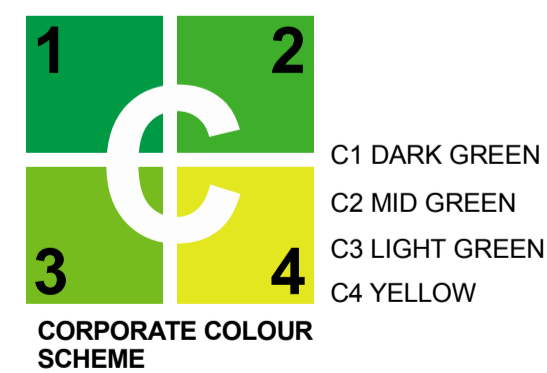 1 2
C
3 4
C1 DARK GREEN
C2 MID GREEN
C3 LIGHT GREEN
C4 YELLOW
CORPORATE COLOUR
SCHEME